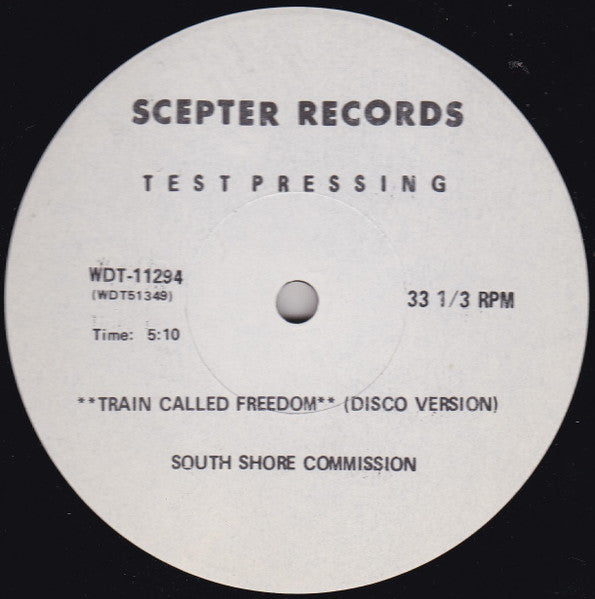 SCEPTER RECORDS
TEST PRESSING
WDT-11294
(WDT51349)
33 1/3 RPM
Time: 5:10
**TRAIN CALLED FREEDOM** (DISCO VERSION)
SOUTH SHORE COMMISSION